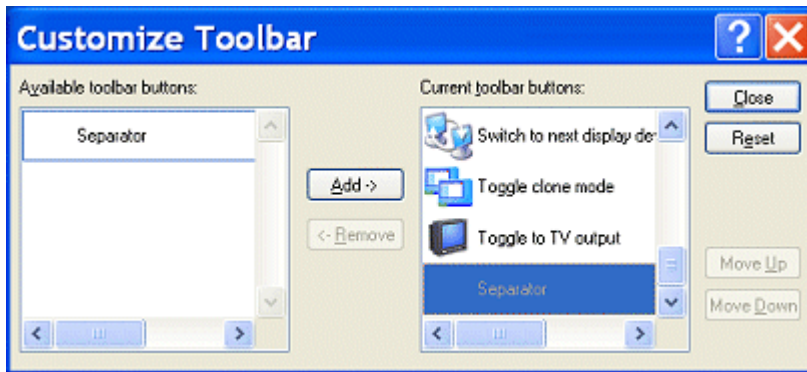 Customize Toolbar
Available toolbar buttons:
Separator
Add ->
<- Remove
Current toolbar buttons:
Switch to next display de
Toggle clone mode
Toggle to TV output
Separator
Close
Reset
Move Up
Move Down